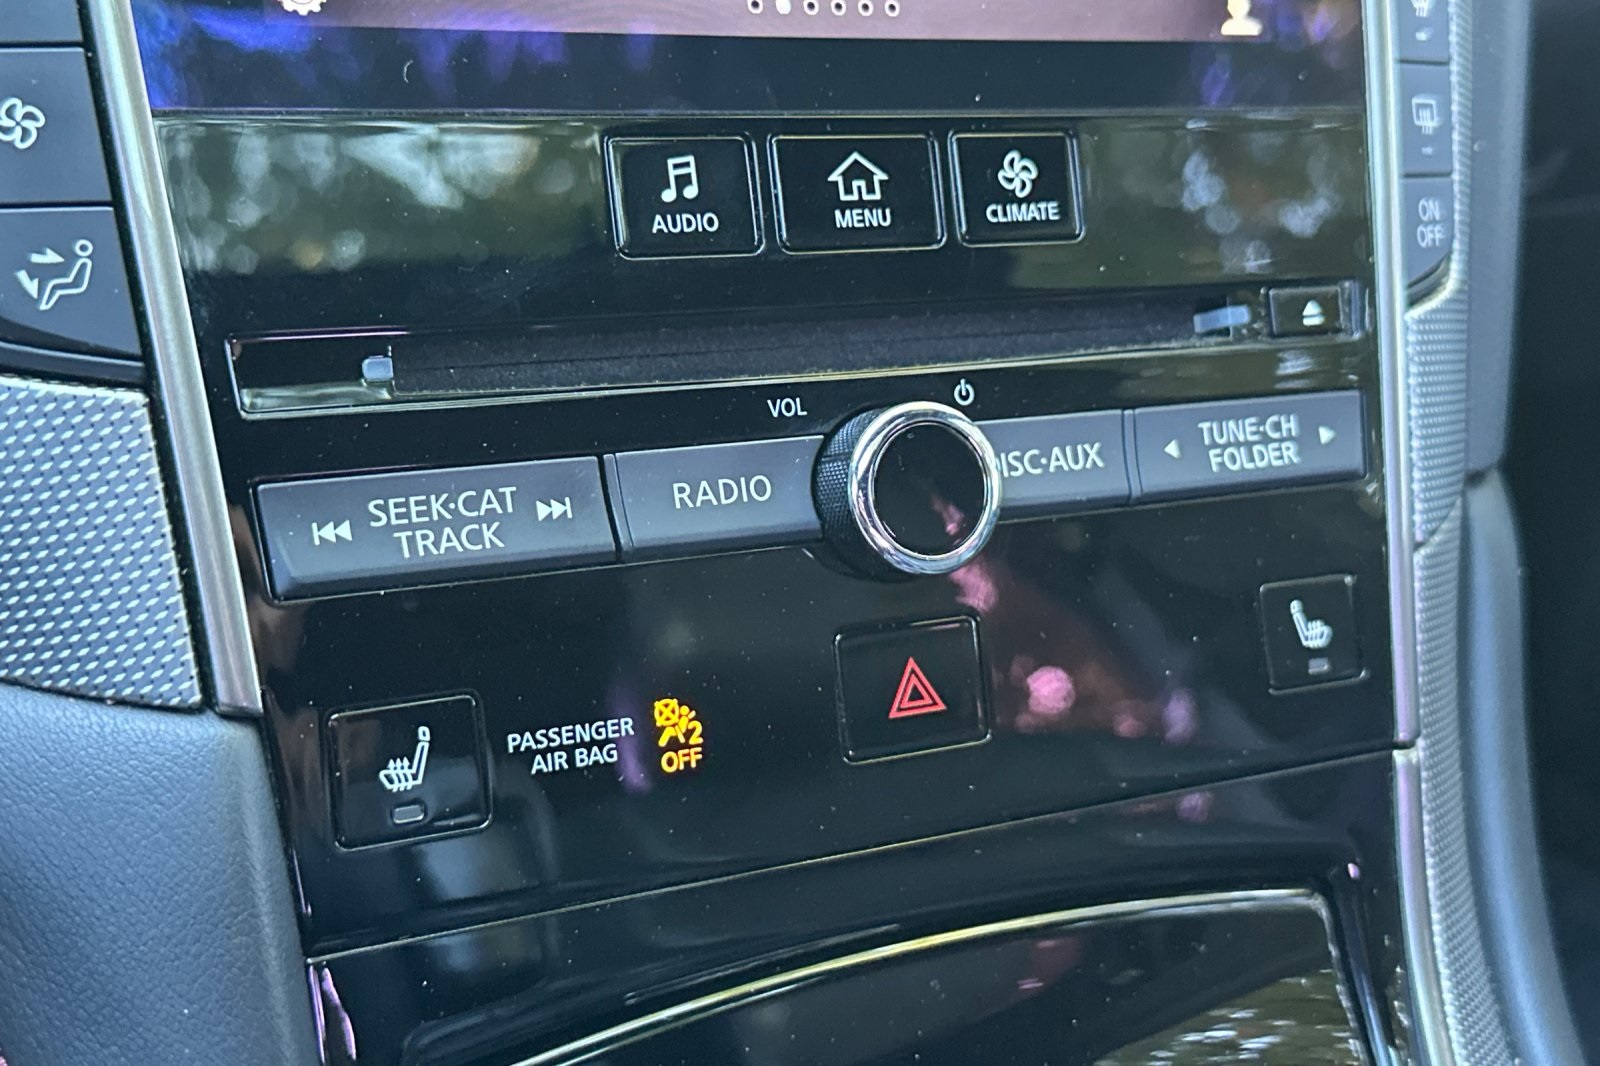 AUDIO
MENU
CLIMATE
ON
OFF
VOL
SEEK·CAT
TRACK
RADIO
ISC·AUX
TUNE·CH
FOLDER
PASSENGER
AIR BAG
2
OFF